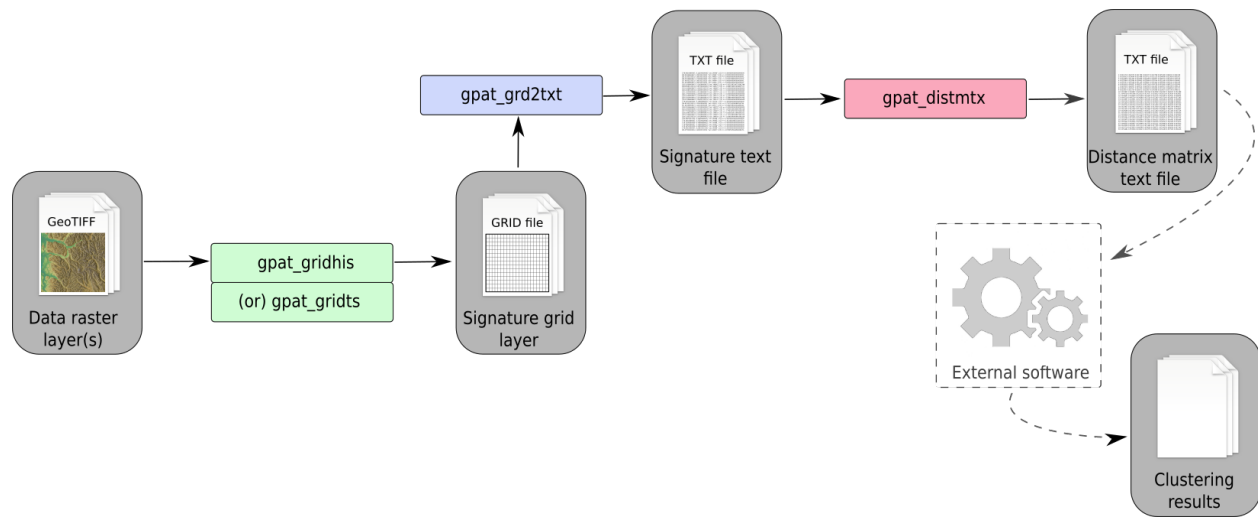 GeoTIFF
Data raster
layer(s)
gpat_gridhis
(or) gpat_gridts
GRID file
Signature grid
layer
gpat_grd2txt
TXT file
Signature text
file
gpat_distmtx
TXT file
Distance matrix
text file
External software
Clustering
results